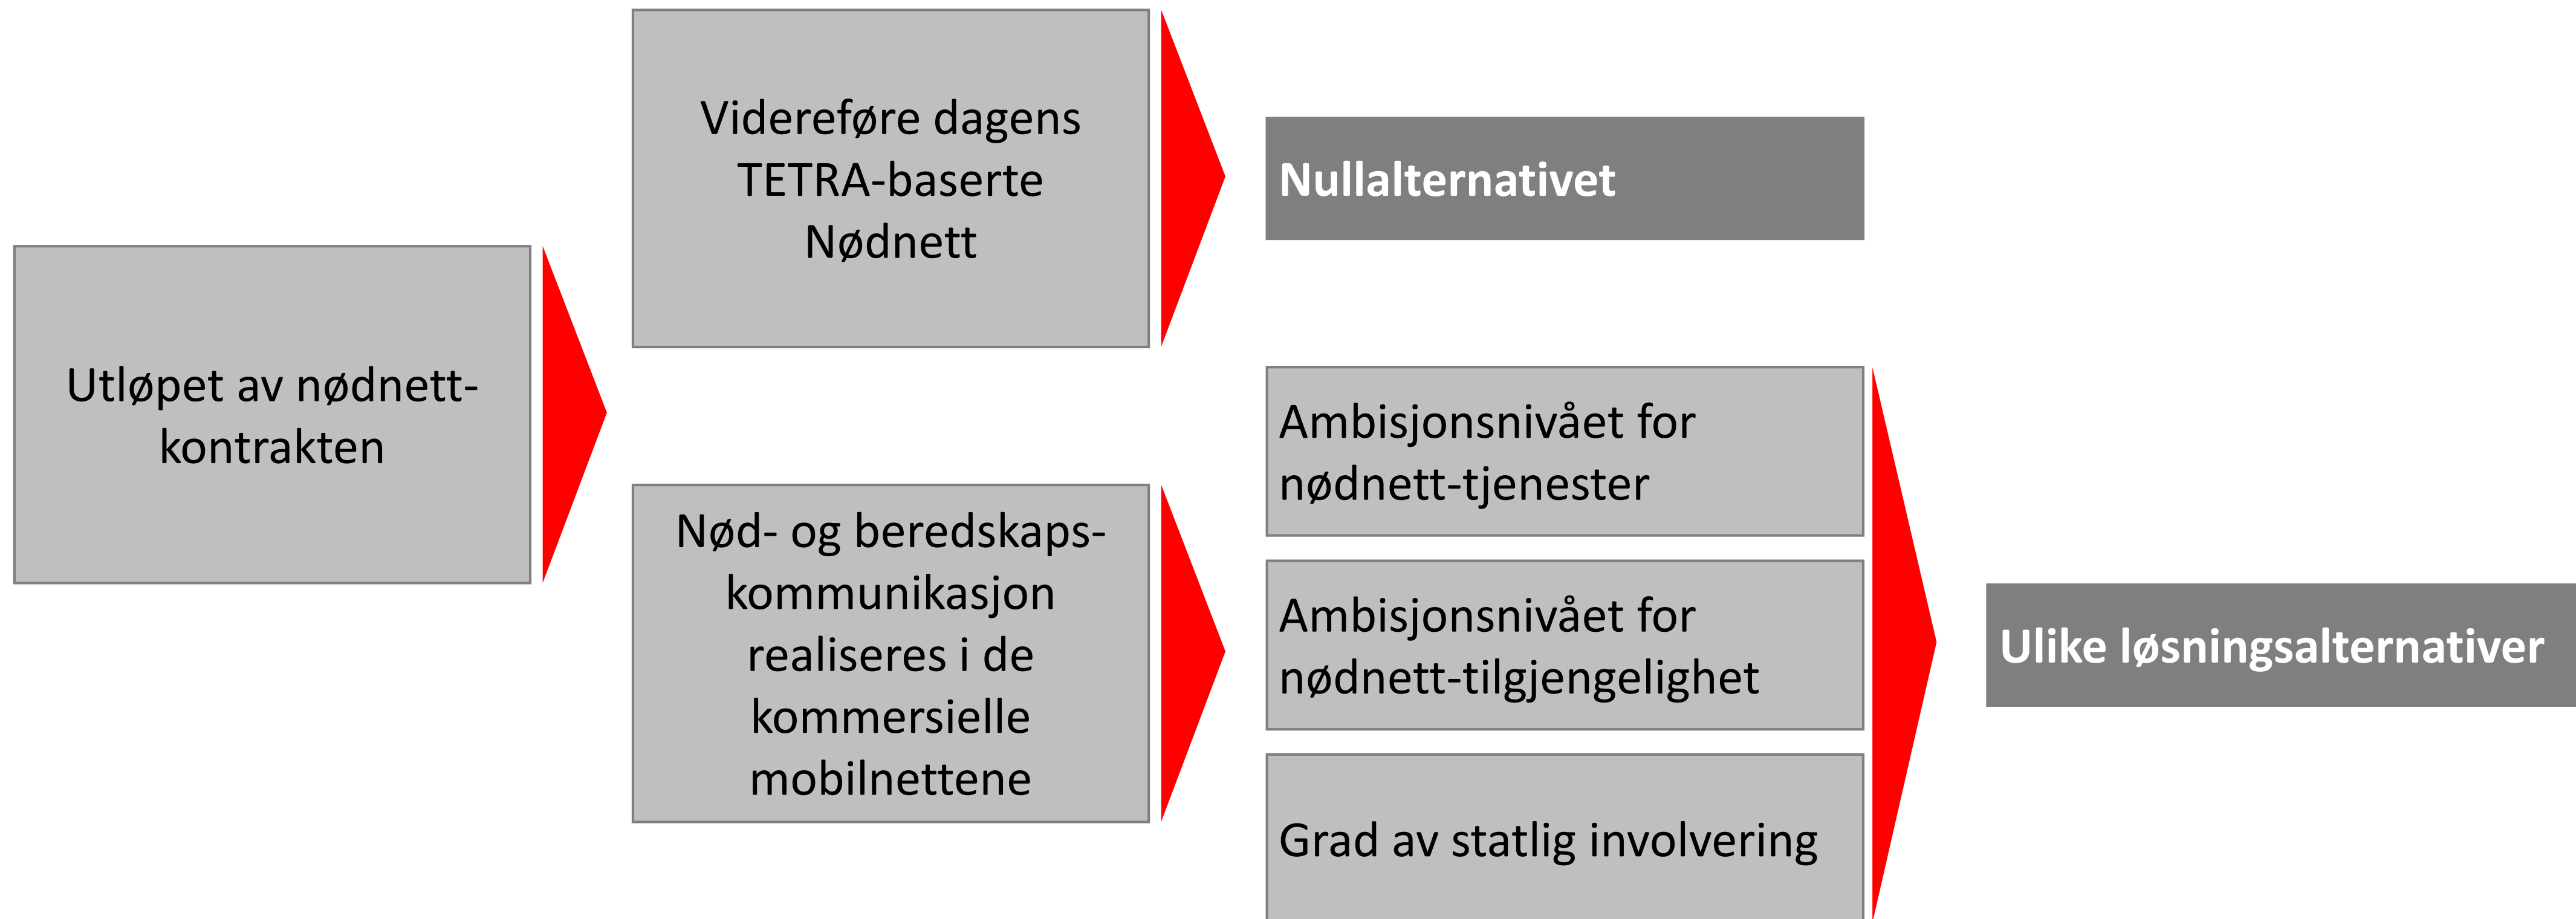 Utløpet av nødnett-
kontrakten
Videreføre dagens
TETRA-baserte
Nødnett
Nullalternativet
Nød- og beredskaps-
kommunikasjon
realiseres i de
kommersielle
mobilnettene
Ambisjonsnivået for
nødnett-tjenester
Ambisjonsnivået for
nødnett-tilgjengelighet
Grad av statlig involvering
Ulike løsningsalternativer